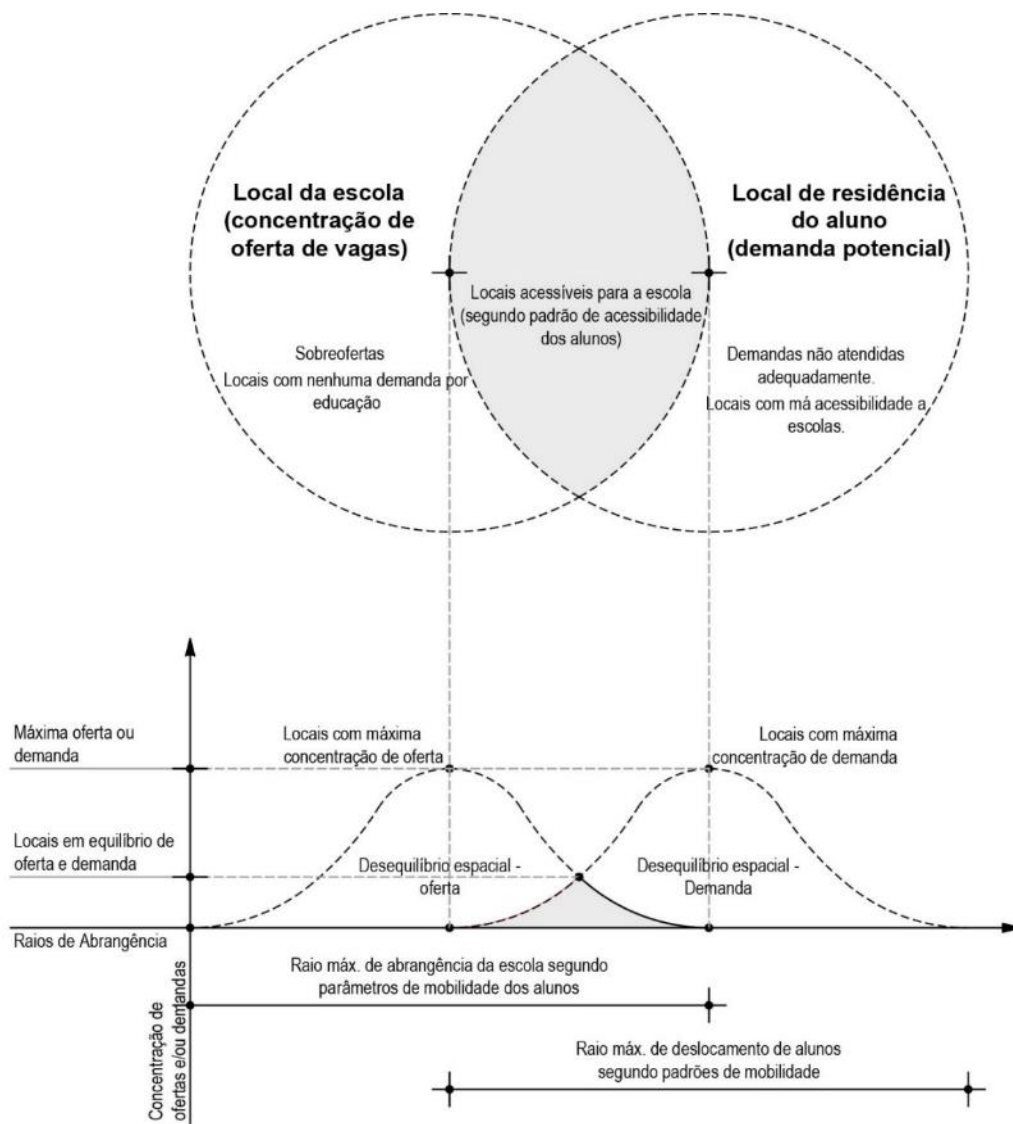 Local da escola
(concentração de
oferta de vagas)
Local de residência
do aluno
(demanda potencial)
Locais acessíveis para a escola
(segundo padrão de acessibilidade
dos alunos)
Sobreofertas
Locais com nenhuma demanda por
educação
Demandas não atendidas
adequadamente.
Locais com má acessibilidade a
escolas.
Máxima oferta ou
demanda
Locais com máxima
concentração de oferta
Locais com máxima
concentração de demanda
Locais em equilíbrio de
oferta e demanda
Desequilíbrio espacial -
oferta
Desequilíbrio espacial -
Demanda
Raios de Abrangência
Concentração de
ofertas e/ou demandas
Raio máx. de abrangência da escola segundo
parâmetros de mobilidade dos alunos
Raio máx. de deslocamento de alunos
segundo padrões de mobilidade